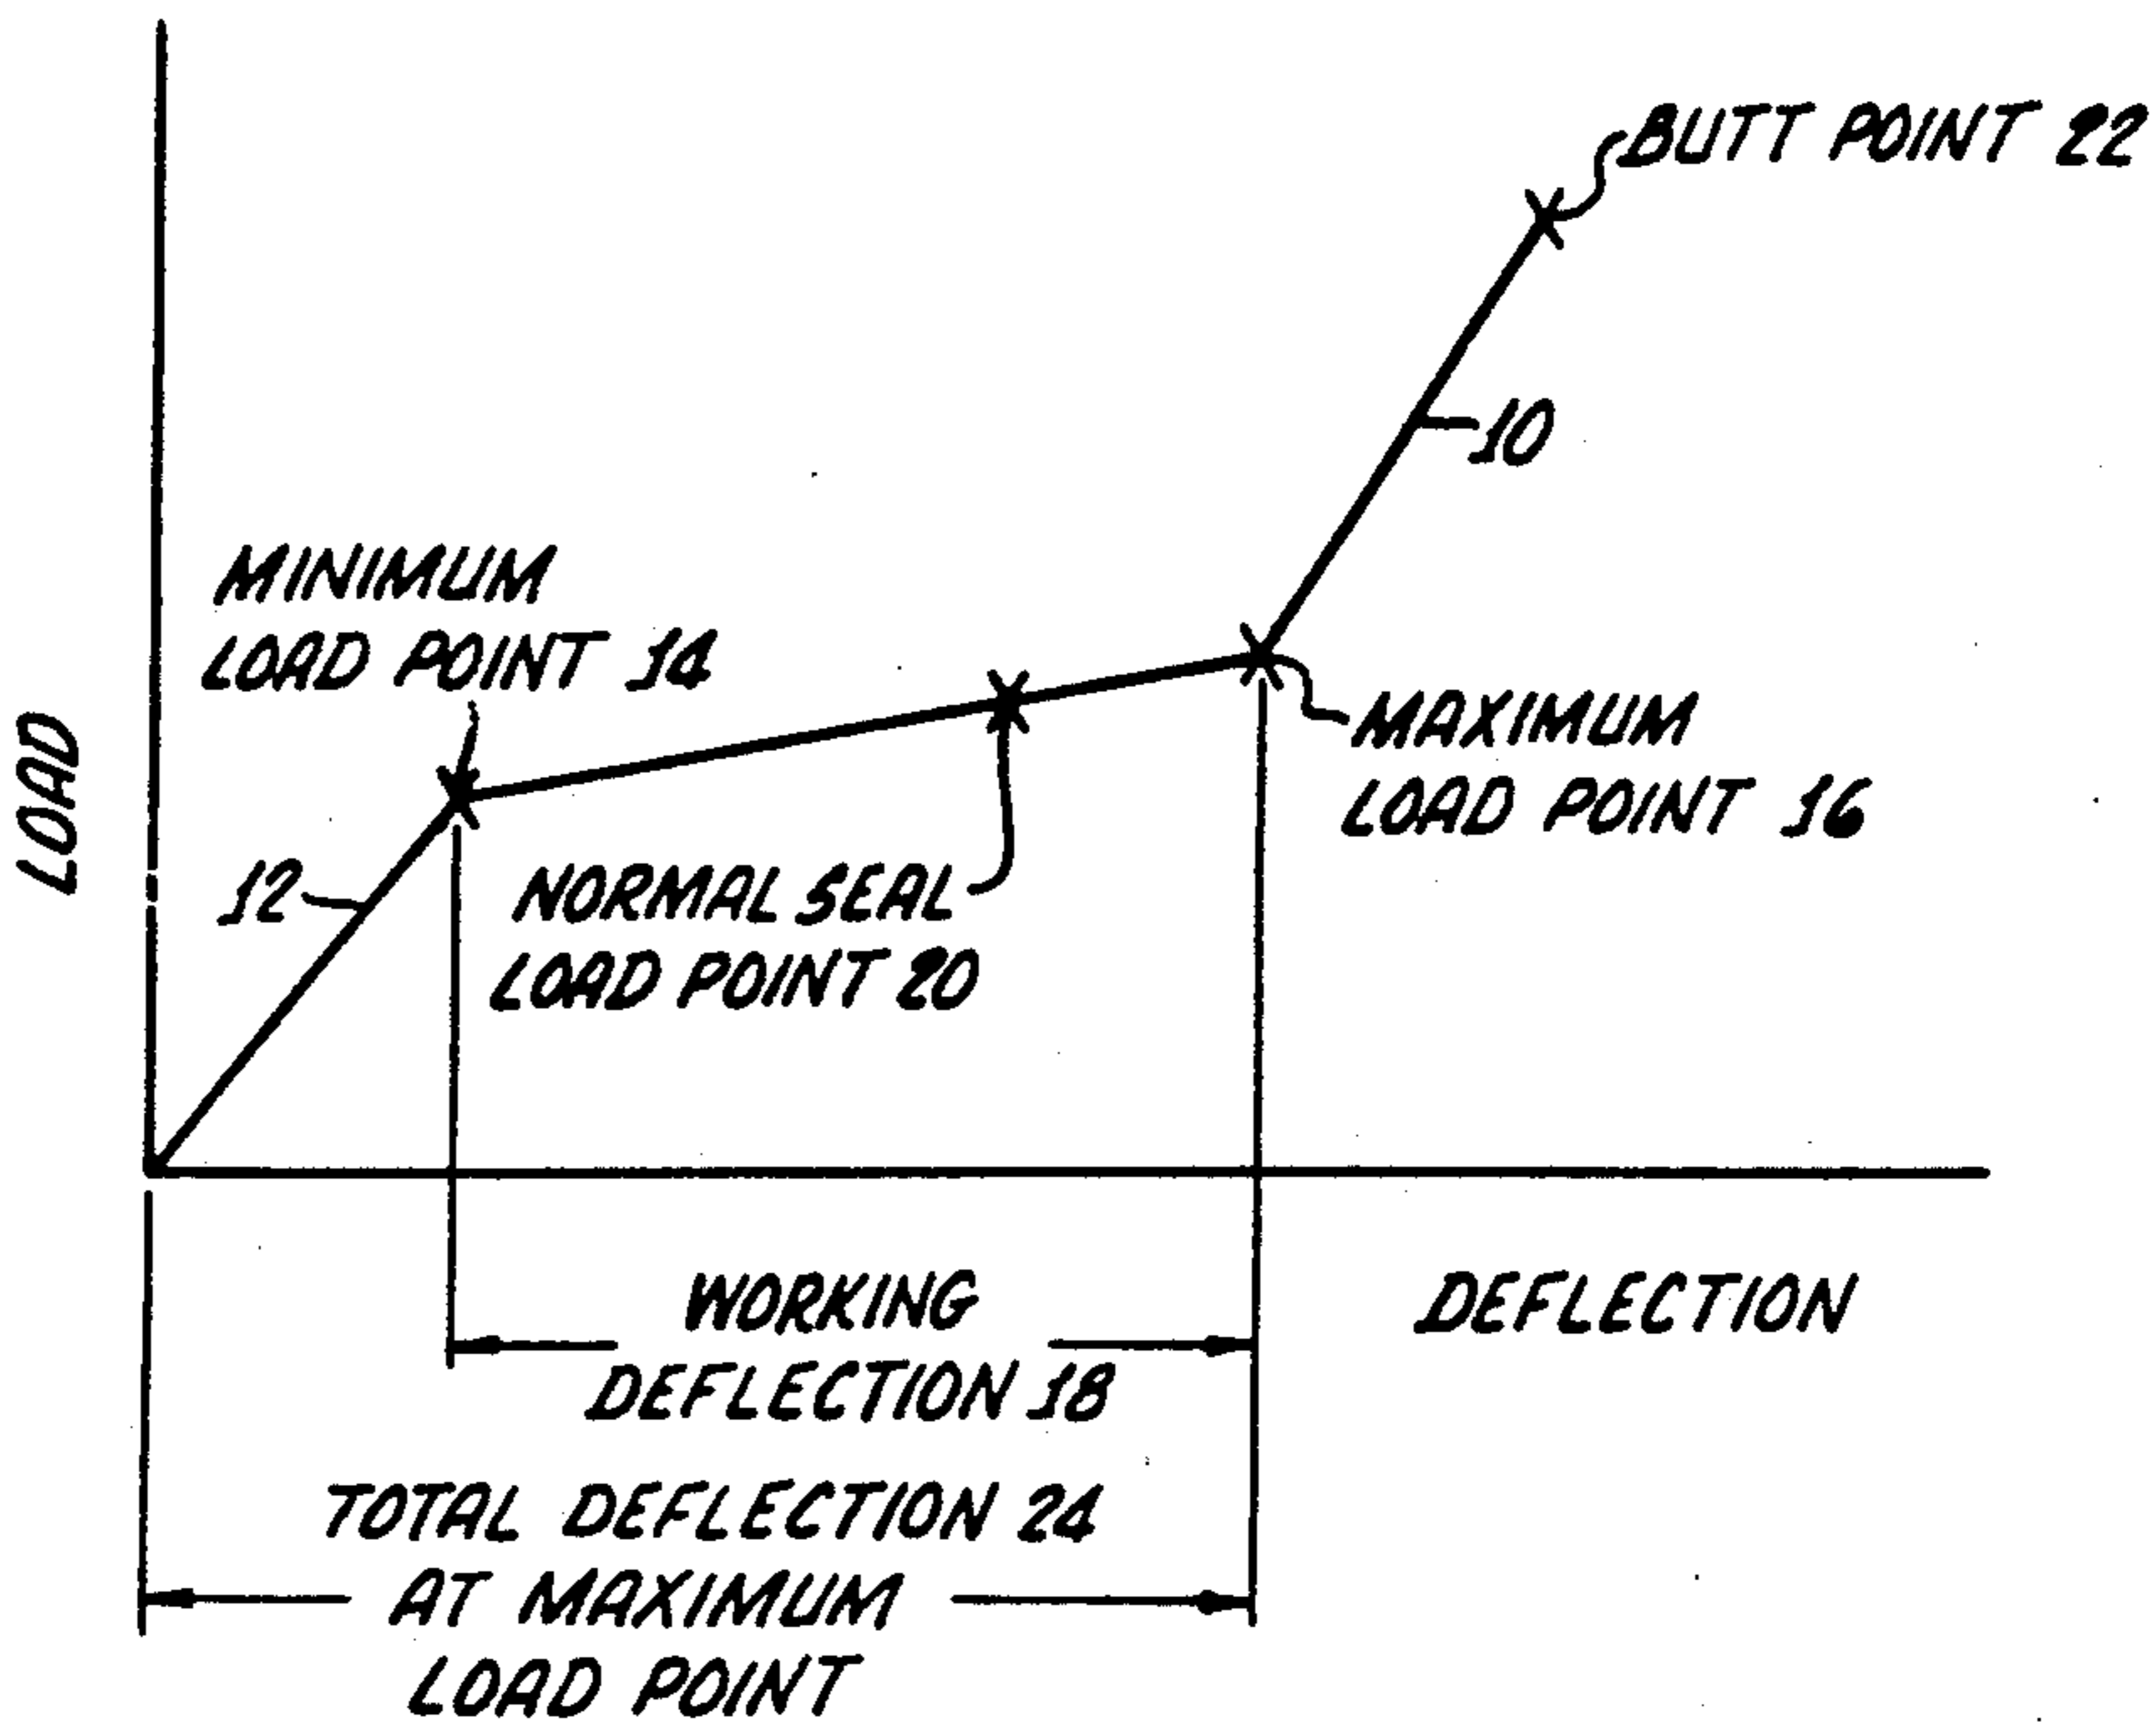 BUTT POINT 22
10
MINIMUM
LOAD POINT 14
MAXIMUM
LOAD POINT 16
LOAD
12
NORMAL SEAL
LOAD POINT 20
WORKING
DEFLECTION 18
DEFLECTION
TOTAL DEFLECTION 24
AT MAXIMUM
LOAD POINT